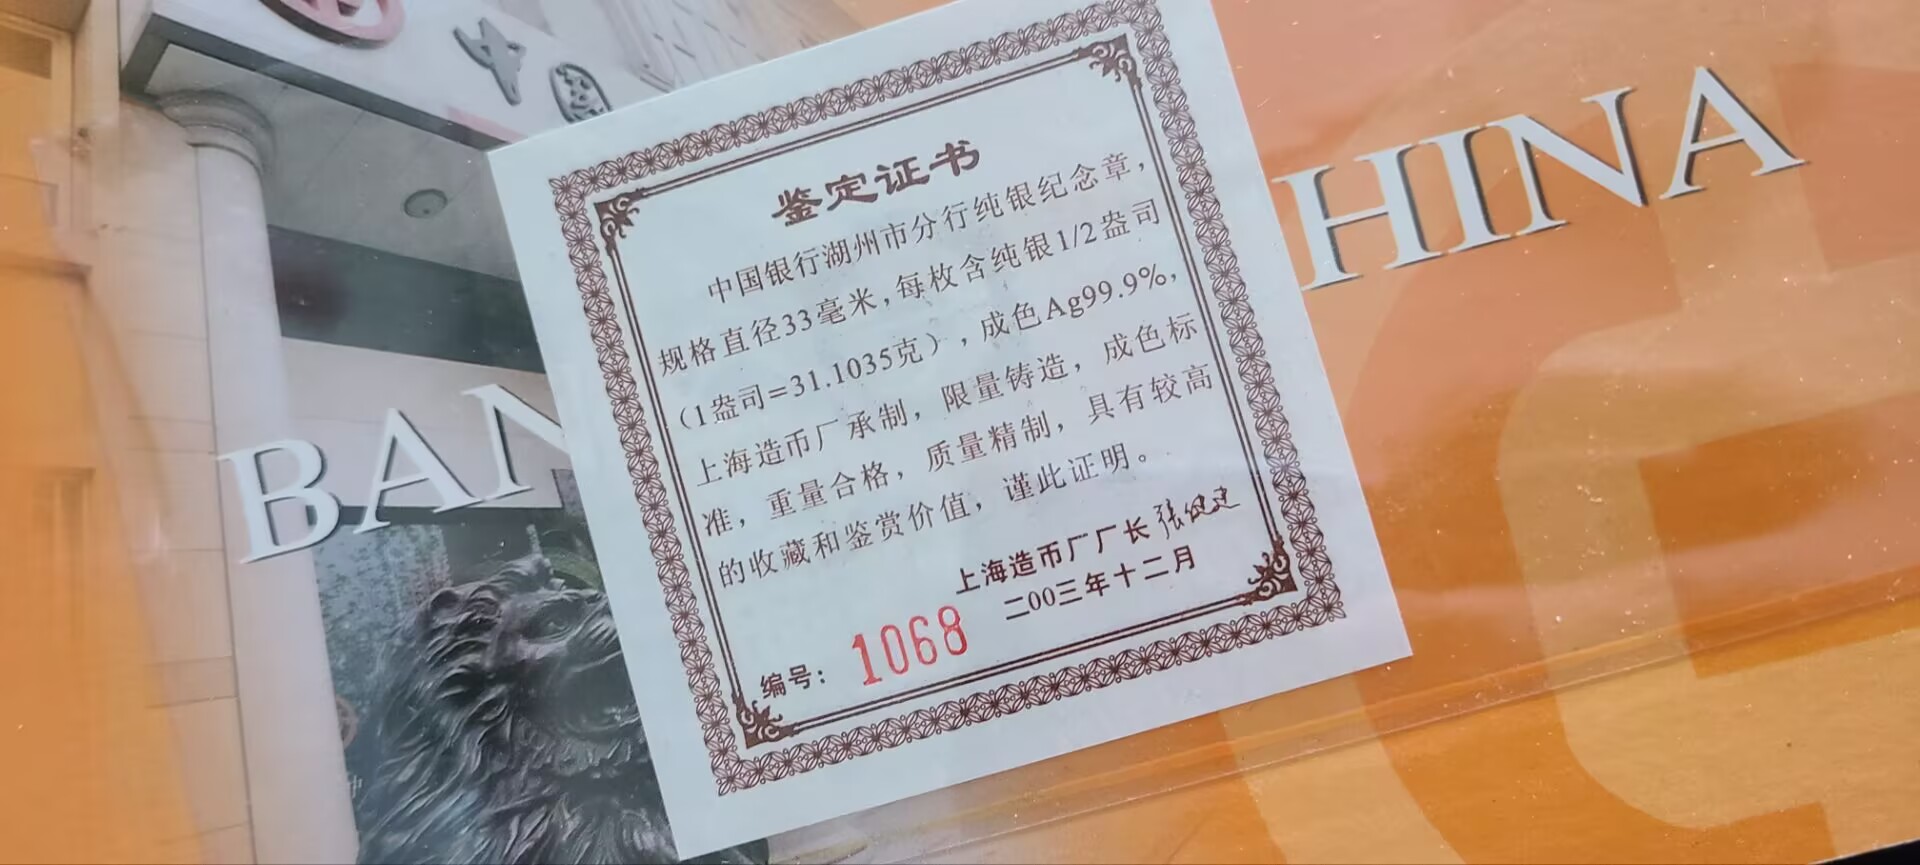 中国
BAN
HINA
鉴定证书
中国银行湖州市分行纯银纪念章，
规格直径33毫米，每枚含纯银1/2盎司
（1盎司=31.1035克），成色Ag99.9%，
上海造币厂承制，限量铸造，成色标
准，重量合格，质量精制，具有较高
的收藏和鉴赏价值，谨此证明。
上海造币厂厂长
二00三年十二月
编号：1068